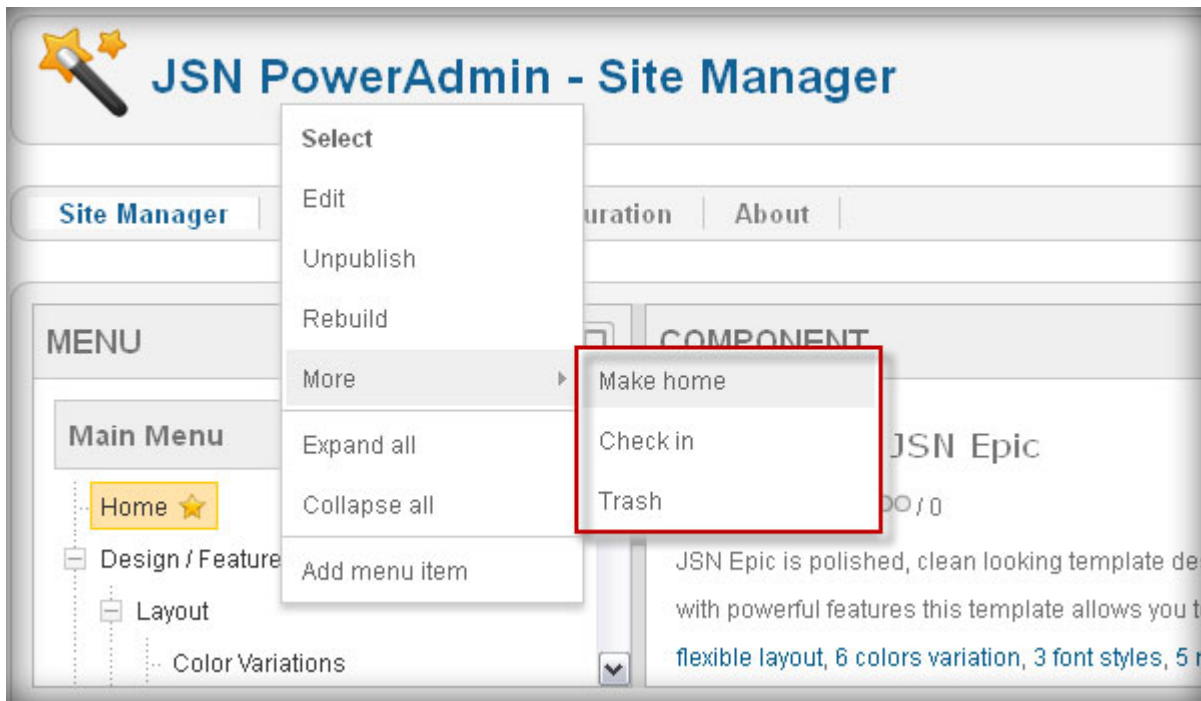 JSN PowerAdmin - Site Manager
Select
Edit
Unpublish
Rebuild
More
Expand all
Collapse all
Add menu item
Make home
Check in
Trash
Site Manager
About
MENU
COMPONENT
Main Menu
Home
Design / Feature
Layout
Color Variations
JSN Epic
/ 0
JSN Epic is polished, clean looking template
with powerful features this template allows you
flexible layout, 6 colors variation, 3 font styles, 5